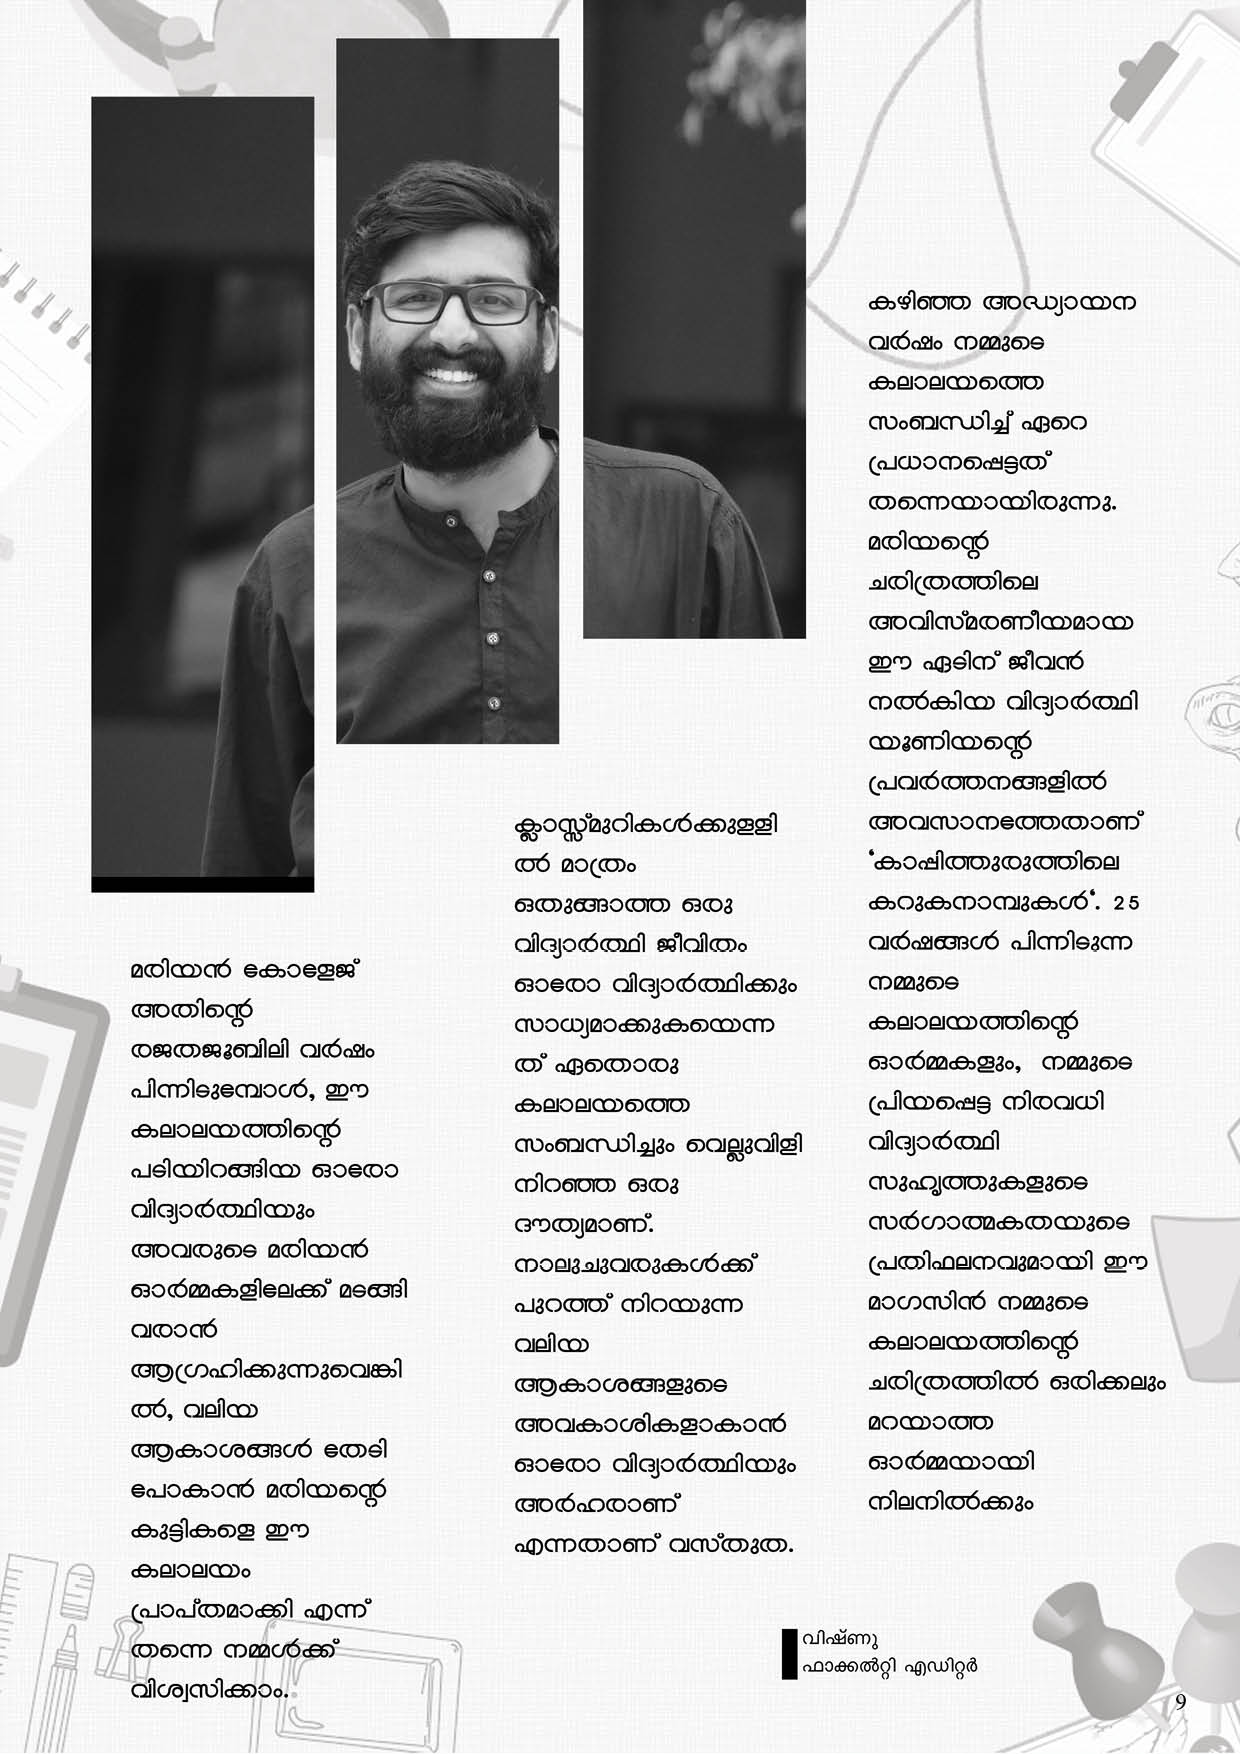 മരിയൻ കോളേജ്
അതിന്റെ
രജതജൂബിലി വർഷം
പിന്നിടുമ്പോൾ, ഈ
കലാലയത്തിന്റെ
പടിയിറങ്ങിയ ഓരോ
വിദ്യാർത്ഥിയും
അവരുടെ മരിയൻ
ഓർമ്മകളിലേക്ക് മടങ്ങി
വരാൻ
ആഗ്രഹിക്കുന്നുവെങ്കി
ൽ, വലിയ
ആകാശങ്ങൾ തേടി
പോകാൻ മരിയന്റെ
കുട്ടികളെ ഈ
കലാലയം
പ്രാപ്തമാക്കി എന്ന്
തന്നെ നമ്മൾക്ക്
വിശ്വസിക്കാം.
ക്ലാസ്സ്മുറികൾക്കുളളി
ൽ മാത്രം
ഒതുങ്ങാത്ത ഒരു
വിദ്യാർത്ഥി ജീവിതം
ഓരോ വിദ്യാർത്ഥിക്കും
സാധ്യമാക്കുകയെന്ന
ത് ഏതൊരു
കലാലയത്തെ
സംബന്ധിച്ചും വെല്ലുവിളി
നിറഞ്ഞ ഒരു
ദൗത്യമാണ്.
നാലുചുവരുകൾക്ക്
പുറത്ത് നിറയുന്ന
വലിയ
ആകാശങ്ങളുടെ
അവകാശികളാകാൻ
ഓരോ വിദ്യാർത്ഥിയും
അർഹരാണ്
എന്നതാണ് വസ്തുത.
കഴിഞ്ഞ അദ്ധ്യായന
വർഷം നമ്മുടെ
കലാലയത്തെ
സംബന്ധിച്ച് ഏറെ
പ്രധാനപ്പെട്ടത്
തന്നെയായിരുന്നു.
മരിയന്റെ
ചരിത്രത്തിലെ
അവിസ്മരണീയമായ
ഈ ഏടിന് ജീവൻ
നൽകിയ വിദ്യാർത്ഥി
യൂണിയന്റെ
പ്രവർത്തനങ്ങളിൽ
അവസാനത്തേതാണ്
‘കാപ്പിത്തുരുത്തിലെ
കറുകനാമ്പുകൾ‘. 25
വർഷങ്ങൾ പിന്നിടുന്ന
നമ്മുടെ
കലാലയത്തിന്റെ
ഓർമ്മകളും, നമ്മുടെ
പ്രിയപ്പെട്ട നിരവധി
വിദ്യാർത്ഥി
സുഹൃത്തുകളുടെ
സർഗാത്മകതയുടെ
പ്രതിഫലനവുമായി ഈ
മാഗസിൻ നമ്മുടെ
കലാലയത്തിന്റെ
ചരിത്രത്തിൽ ഒരിക്കലും
മറയാത്ത
ഓർമ്മയായി
നിലനിൽക്കും
വിഷ്ണു
ഫാക്കൽറ്റി എഡിറ്റർ
9